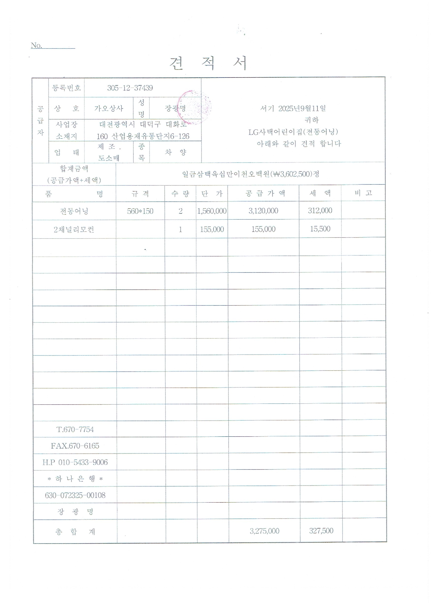 No.
견 적 서
공급자
등록번호 305-12-37439
상 호 가오상사 성명 장광명
사업장소재지 대전광역시 대덕구 대화로 160 산업용재유통단지6-126
업 태 제 조 , 도소매 종목 차 양
서기 2025년9월11일
귀하
LG사백어린이집(전동어닝)
아래와 같이 견적 합니다
합계금액 (공급가액+세액) 일금삼백육십만이천오백원(₩3,602,500)정
품 명 규 격 수 량 단 가 공 급 가 액 세 액 비 고
전동어닝 560*150 2 1,560,000 3,120,000 312,000
2채널리모컨 1 155,000 155,000 15,500
T.670-7754
FAX.670-6165
H.P 010-5433-9006
* 하 나 은 행 *
630-072325-00108
장 광 명
총 합 계 3,275,000 327,500